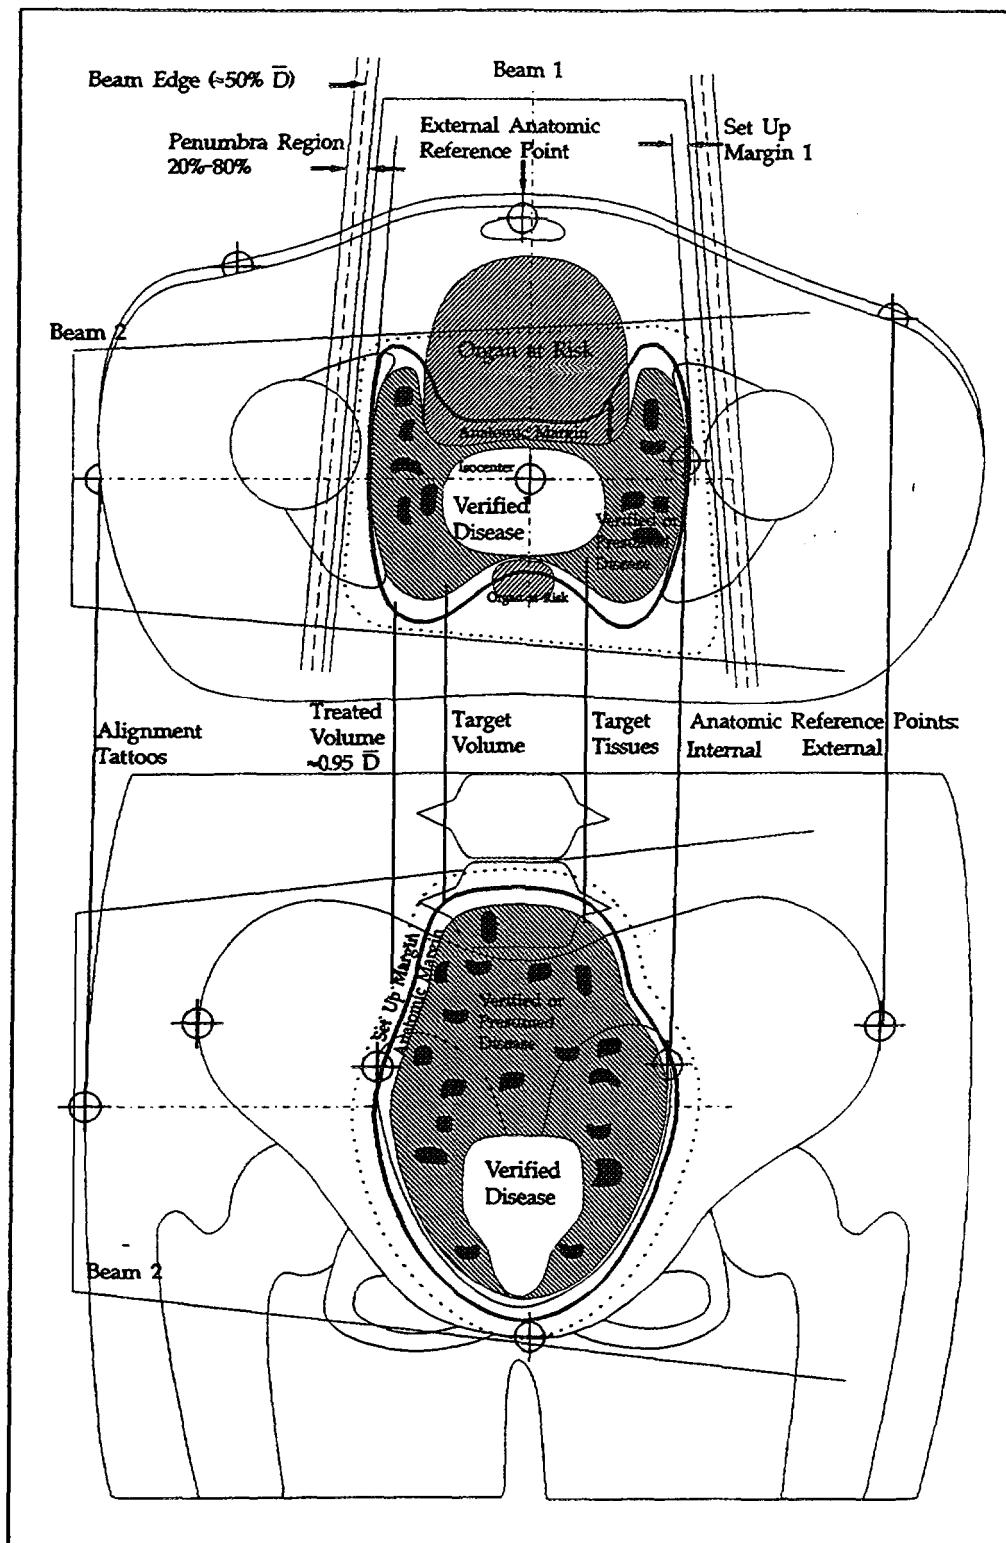 Beam Edge (≈50% D̅)
Beam 1
Penumbra Region
20%-80%
External Anatomic
Reference Point
Set Up
Margin 1
Beam 2
Organ at Risk
Anatomic Margin
Isocenter
Verified
Disease
Verified or
Presumed
Disease
Organ at Risk
Alignment
Tattoos
Treated
Volume
≈0.95 D̅
Target
Volume
Target
Tissues
Anatomic Reference Points:
Internal External
Set Up Margin
Anatomic Margin
Verified or
Presumed
Disease
Verified
Disease
Beam 2